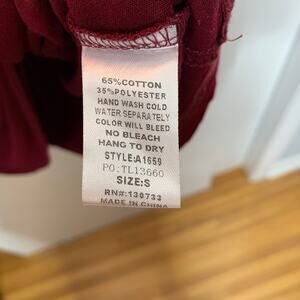 65%COTTON
35%POLYESTER
HAND WASH COLD
WATER SEPARATELY
COLOR WILL BLEED
NO BLEACH
HANG TO DRY
STYLE:A1659
PO:TL13660
SIZE:S
RN#:130733
MADE IN CHINA